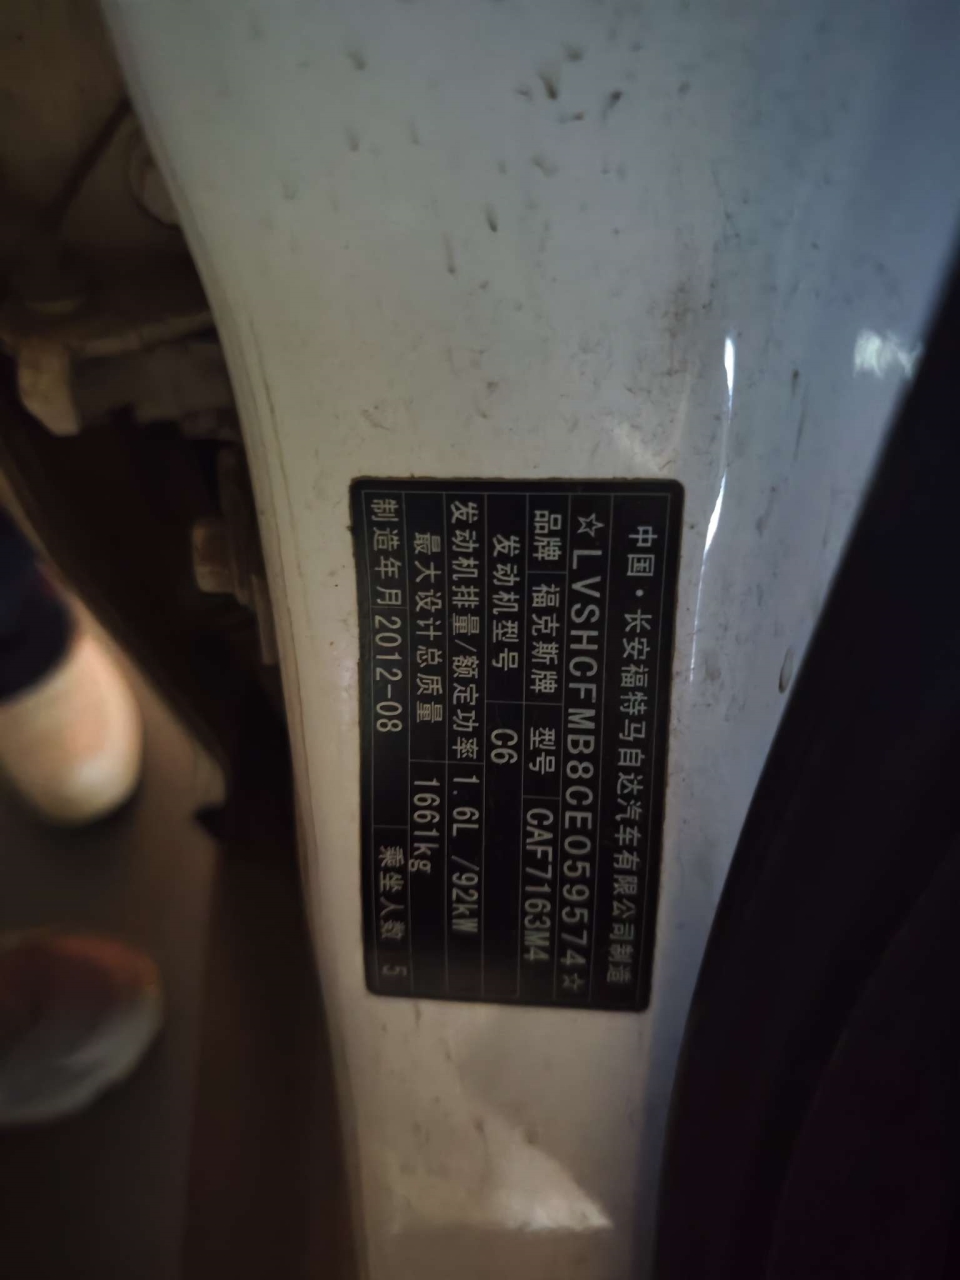 中国·长安福特马自达汽车有限公司制造
☆LVSHCFMB8CE059574☆
品牌 福克斯牌 型号 CAF7163M4
发动机型号 C6
发动机排量/额定功率 1.6L /92kW
最大设计总质量 1661kg
制造年月 2012-08 乘坐人数 5